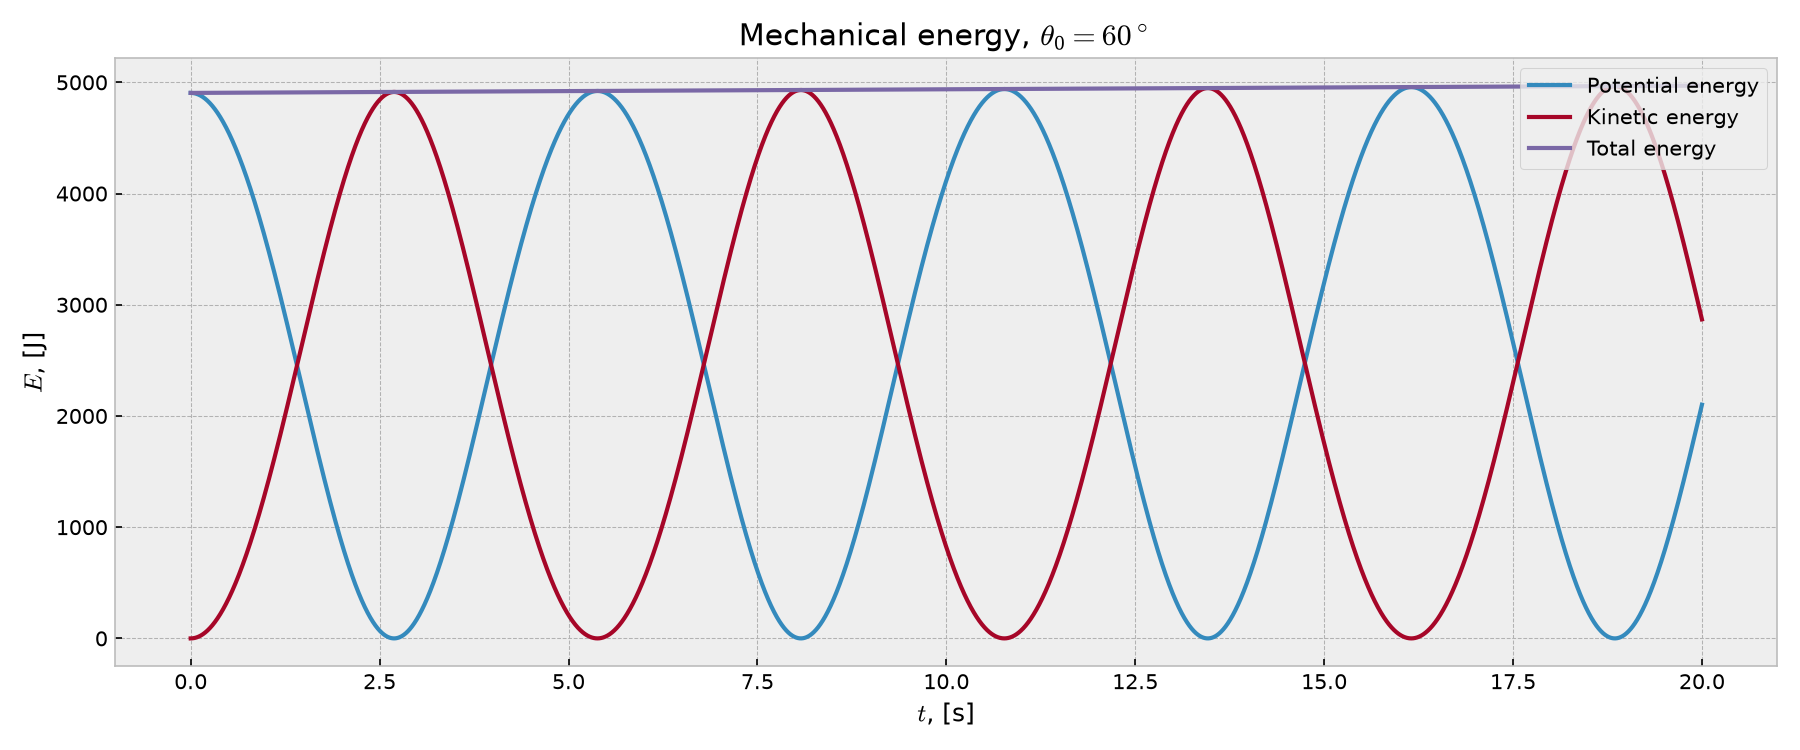 Mechanical energy, θ₀ = 60°
5000
4000
3000
2000
1000
0
E, [J]
Potential energy
Kinetic energy
Total energy
0.0 2.5 5.0 7.5 10.0 12.5 15.0 17.5 20.0
t, [s]